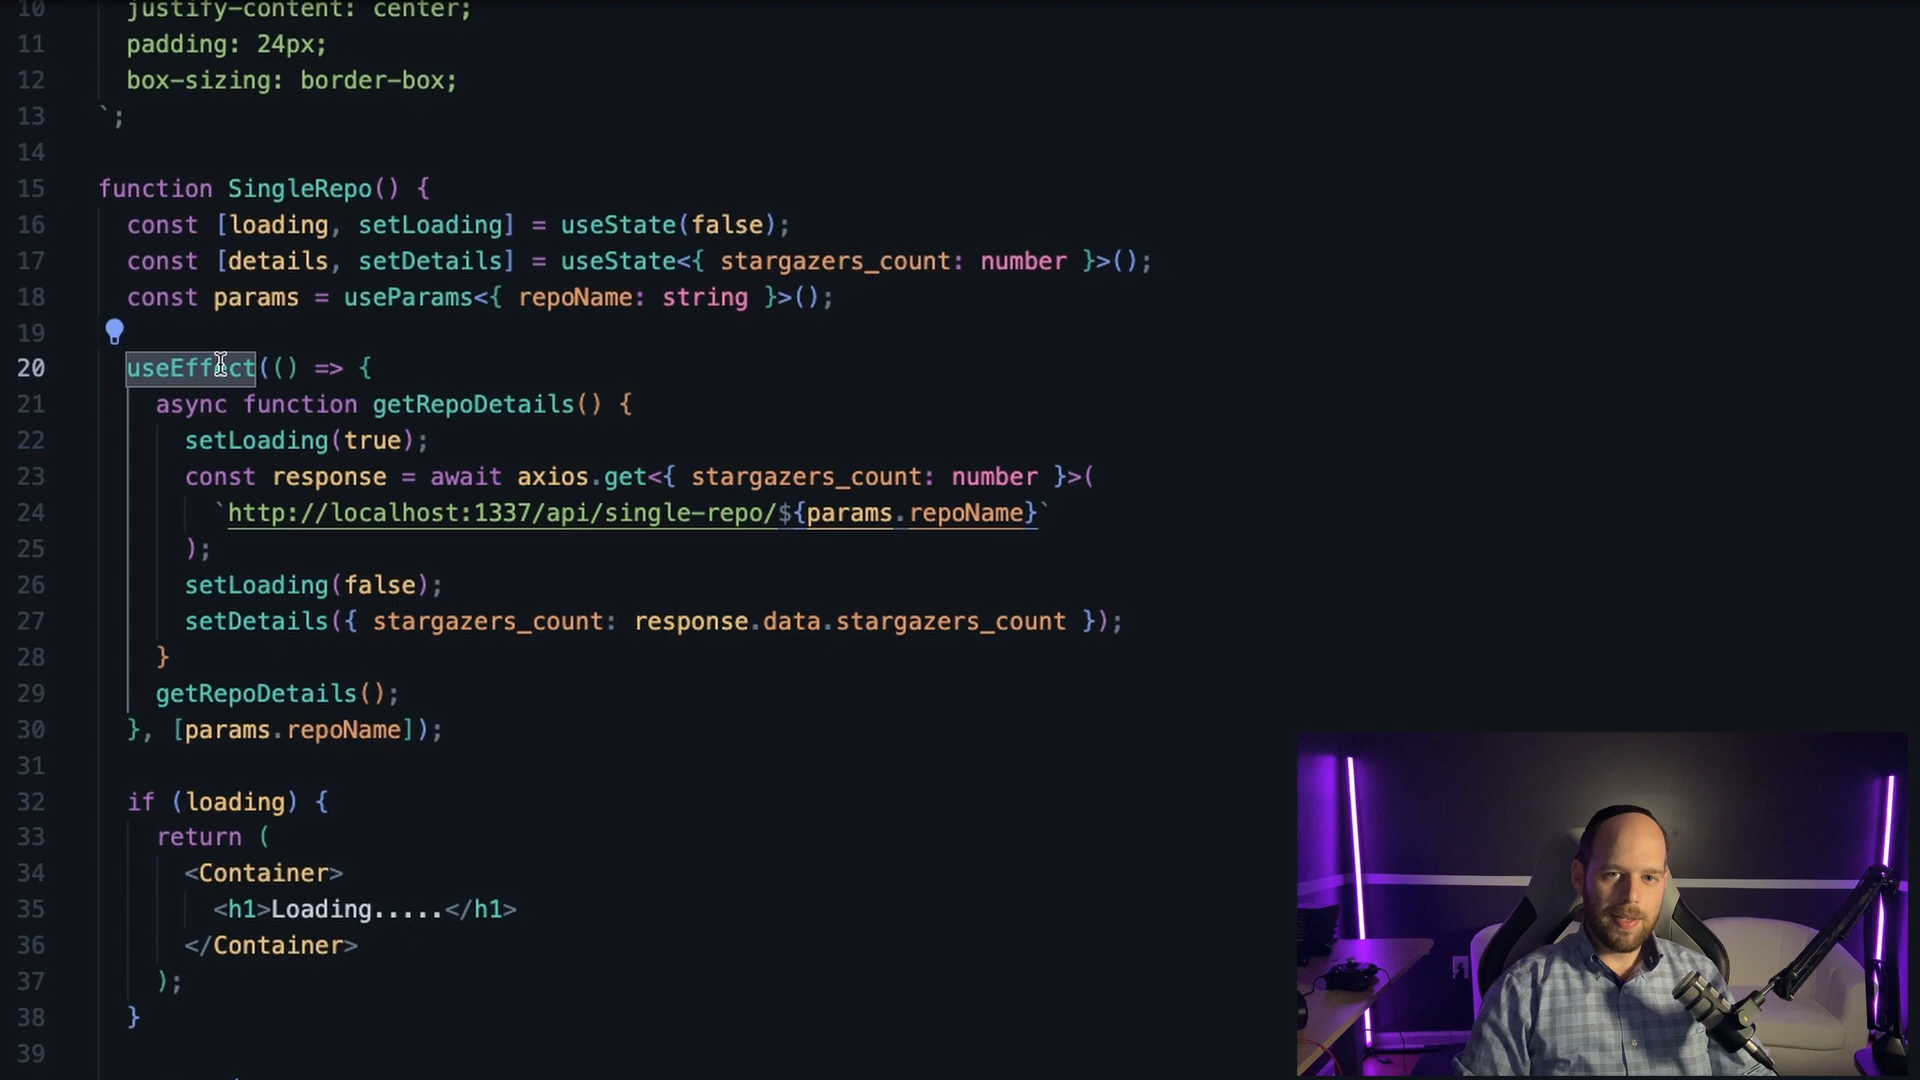 10 justify-content: center;
11 padding: 24px;
12 box-sizing: border-box;
13 `;
14
15 function SingleRepo() {
16 const [loading, setLoading] = useState(false);
17 const [details, setDetails] = useState<{ stargazers_count: number }>();
18 const params = useParams<{ repoName: string }>();
19
20 useEffect(() => {
21 async function getRepoDetails() {
22 setLoading(true);
23 const response = await axios.get<{ stargazers_count: number }>(
24 `http://localhost:1337/api/single-repo/${params.repoName}`
25 );
26 setLoading(false);
27 setDetails({ stargazers_count: response.data.stargazers_count });
28 }
29 getRepoDetails();
30 }, [params.repoName]);
31
32 if (loading) {
33 return (
34 <Container>
35 <h1>Loading.....</h1>
36 </Container>
37 );
38 }
39